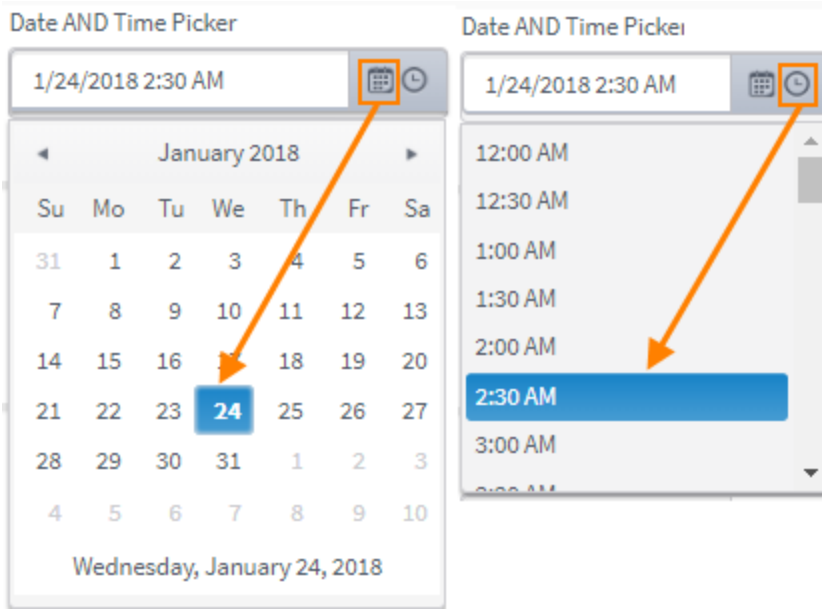 Date AND Time Picker
1/24/2018 2:30 AM
January 2018
Su Mo Tu We Th Fr Sa
31 1 2 3 4 5 6
7 8 9 10 11 12 13
14 15 16 17 18 19 20
21 22 23 24 25 26 27
28 29 30 31 1 2 3
4 5 6 7 8 9 10
Wednesday, January 24, 2018
Date AND Time Picker
1/24/2018 2:30 AM
12:00 AM
12:30 AM
1:00 AM
1:30 AM
2:00 AM
2:30 AM
3:00 AM